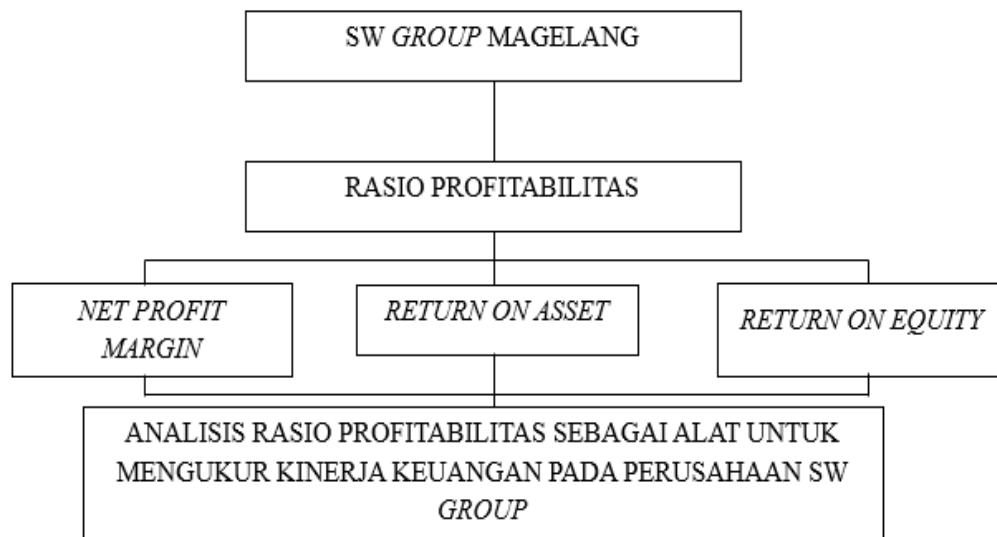 SW GROUP MAGELANG
RASIO PROFITABILITAS
NET PROFIT
MARGIN
RETURN ON ASSET
RETURN ON EQUITY
ANALISIS RASIO PROFITABILITAS SEBAGAI ALAT UNTUK
MENGUKUR KINERJA KEUANGAN PADA PERUSAHAAN SW
GROUP